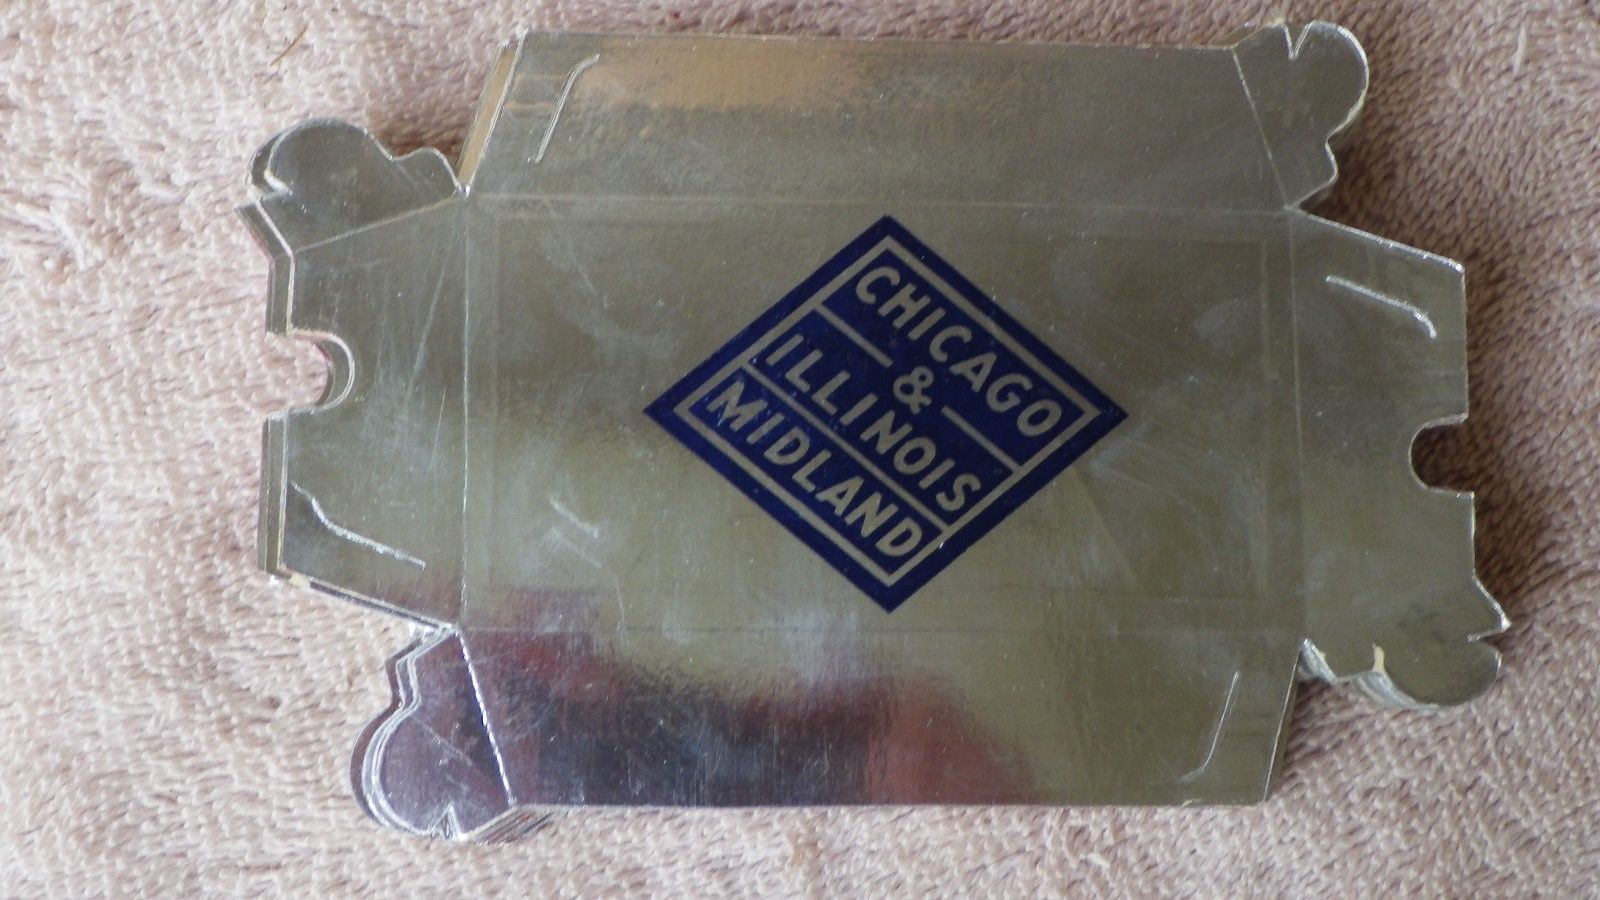 CHICAGO
&
ILLINOIS
MIDLAND